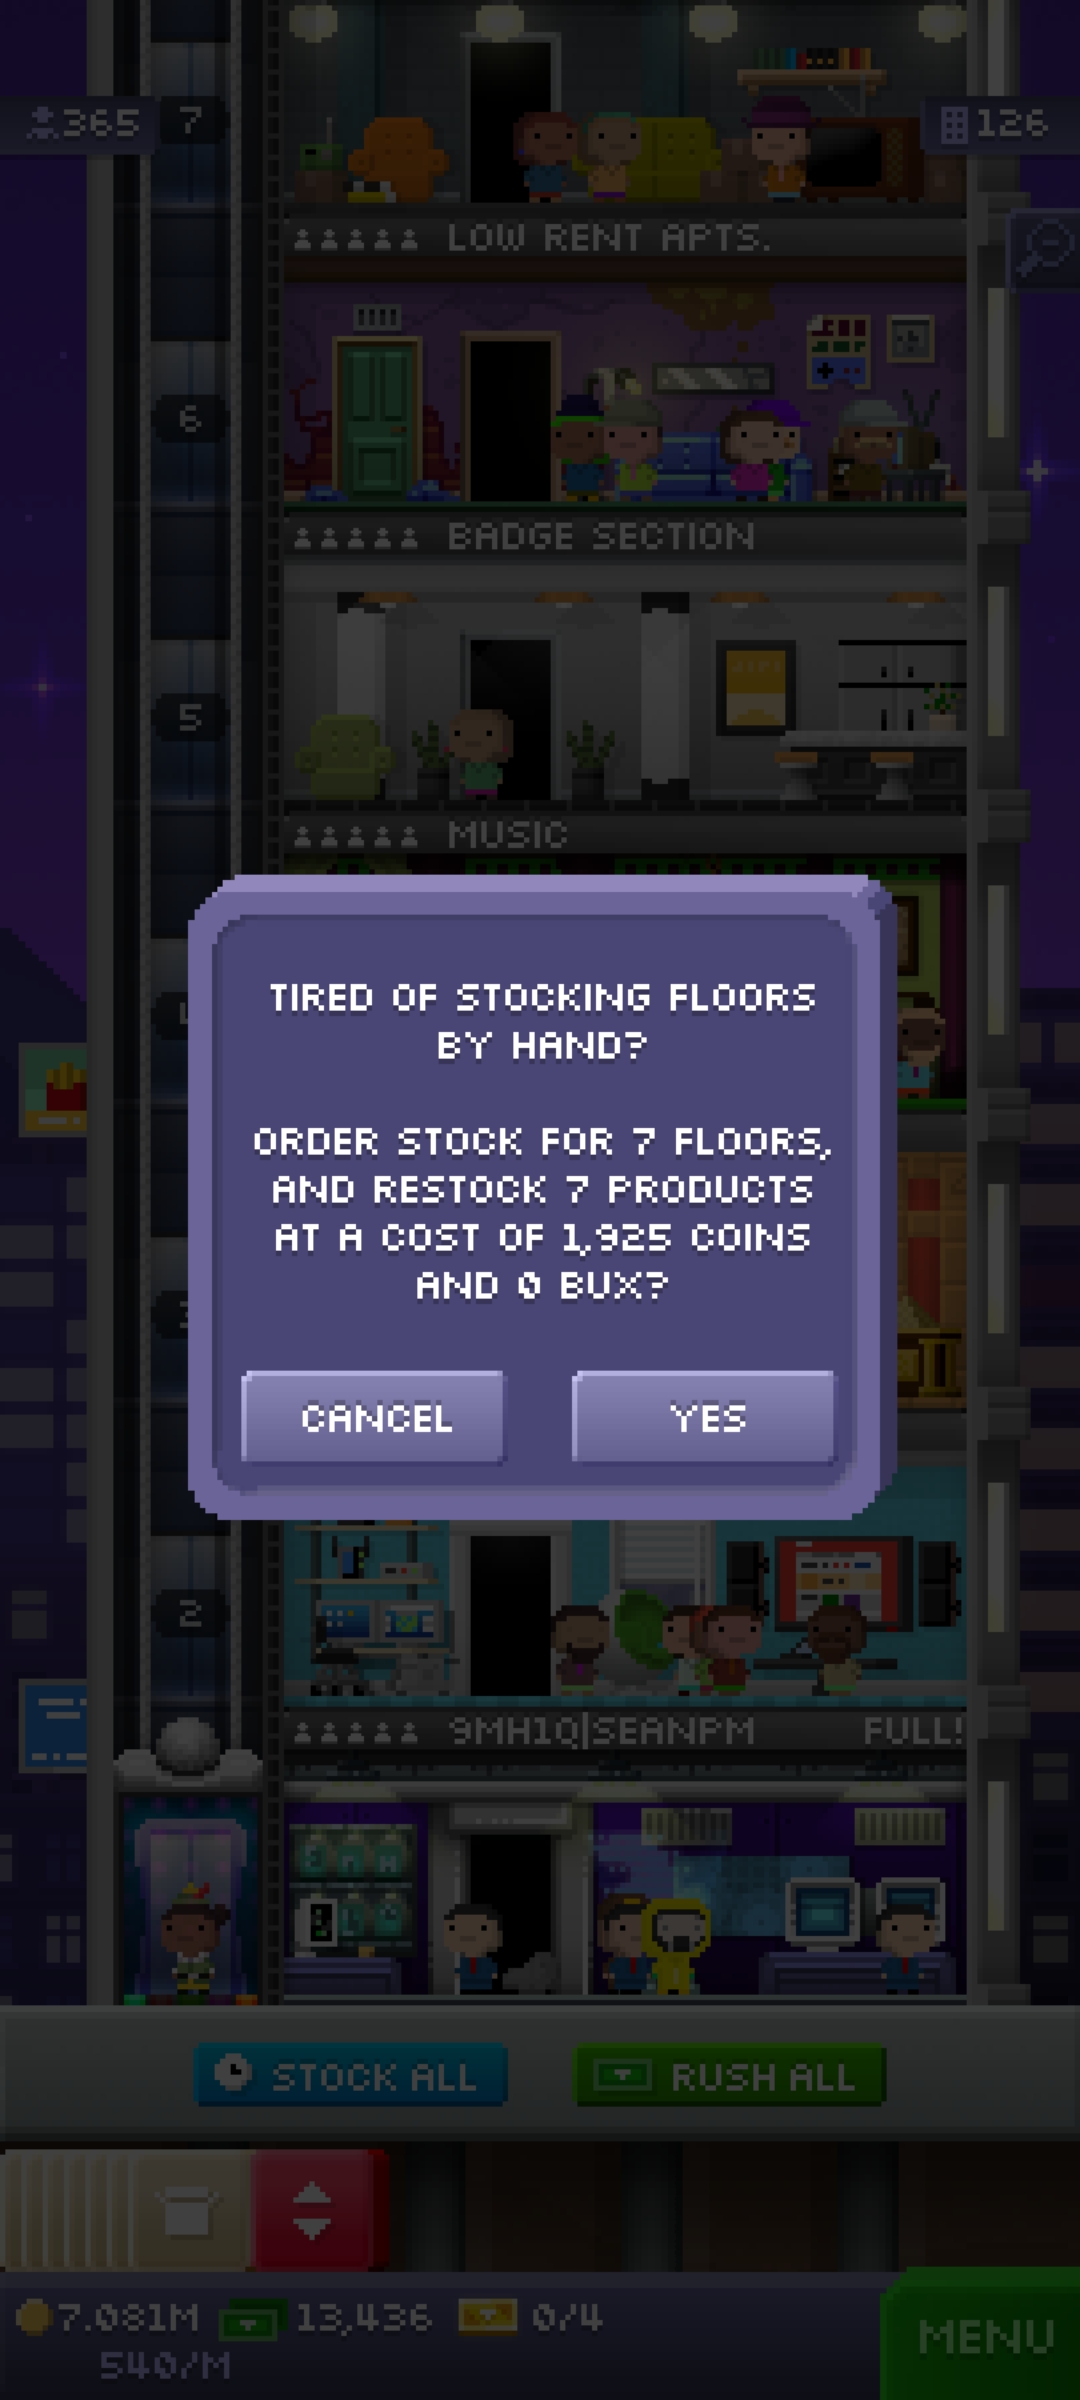 365
7
126
LOW RENT APTS.
6
BADGE SECTION
5
MUSIC
TIRED OF STOCKING FLOORS
BY HAND?
ORDER STOCK FOR 7 FLOORS,
AND RESTOCK 7 PRODUCTS
AT A COST OF 1,925 COINS
AND 0 BUX?
CANCEL
YES
2
9MH1Q|SEANPM
FULL!
STOCK ALL
RUSH ALL
7.081M
13,436
0/4
540/M
MENU